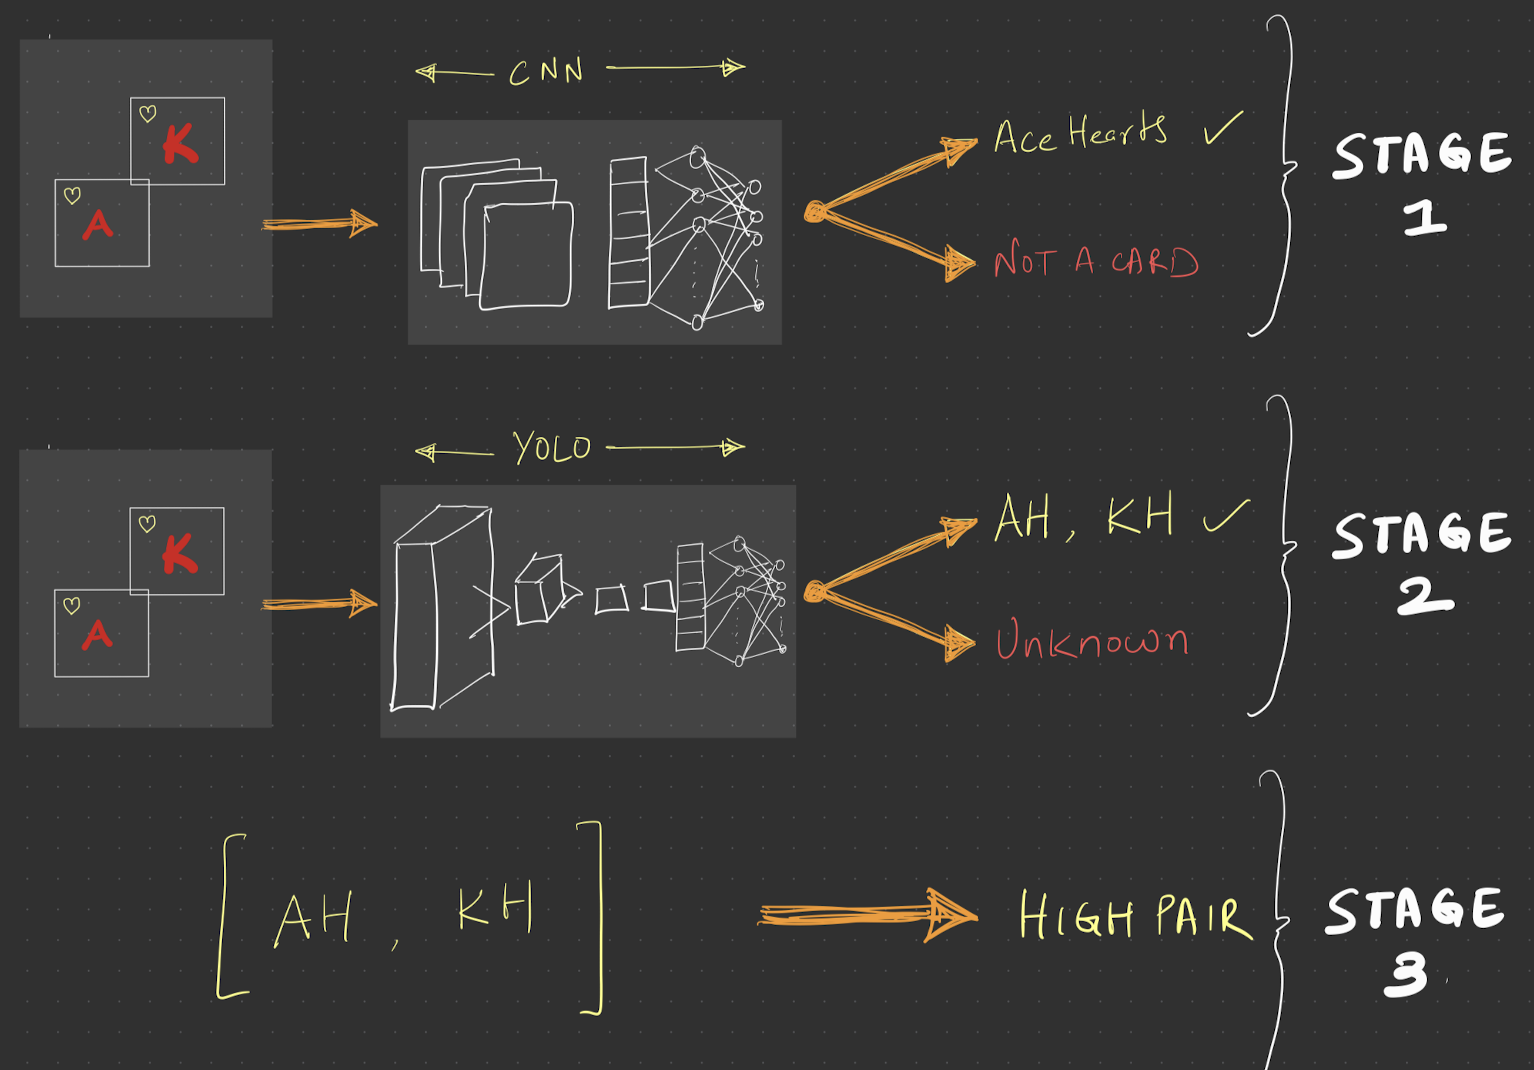 K
A
CNN
Ace Hearts ✓
NOT A CARD
STAGE
1
K
A
YOLO
AH, KH ✓
Unknown
STAGE
2
[AH, KH]
HIGH PAIR
STAGE
3